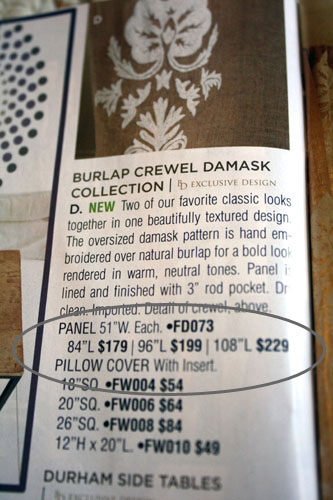 D
BURLAP CREWEL DAMASK
COLLECTION | BD EXCLUSIVE DESIGN
D. NEW Two of our favorite classic looks
together in one beautifully textured design.
The oversized damask pattern is hand em-
broidered over natural burlap for a bold look
rendered in warm, neutral tones. Panel is
lined and finished with 3" rod pocket. Dry
clean. Imported. Detail of crewel, above.
PANEL 51"W. Each. •FD073
84"L $179 | 96"L $199 | 108"L $229
PILLOW COVER With Insert.
18"SQ. •FW004 $54
20"SQ. •FW006 $64
26"SQ. •FW008 $84
12"H x 20"L. •FW010 $49
DURHAM SIDE TABLES
EXCLUSIVE DESIGN